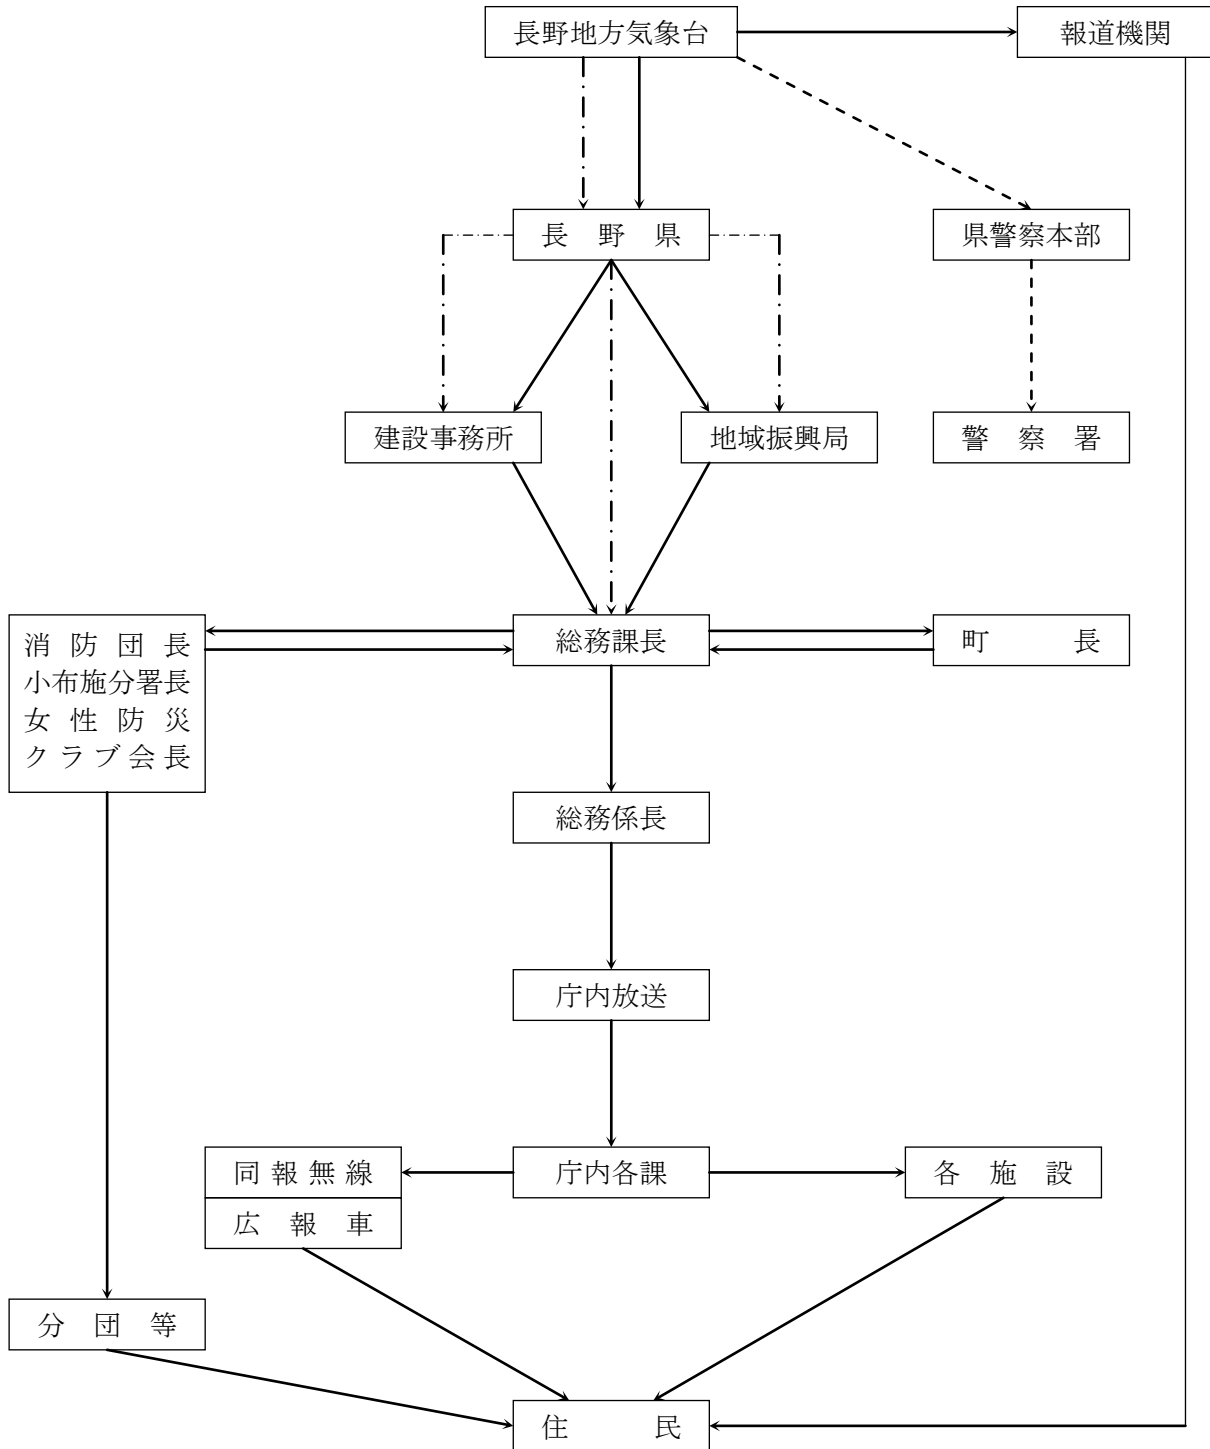 長野地方気象台
報道機関
長野県
県警察本部
建設事務所
地域振興局
警察署
消防団長
小布施分署長
女性防災
クラブ会長
総務課長
町長
総務係長
庁内放送
同報無線
庁内各課
各施設
広報車
分団等
住民